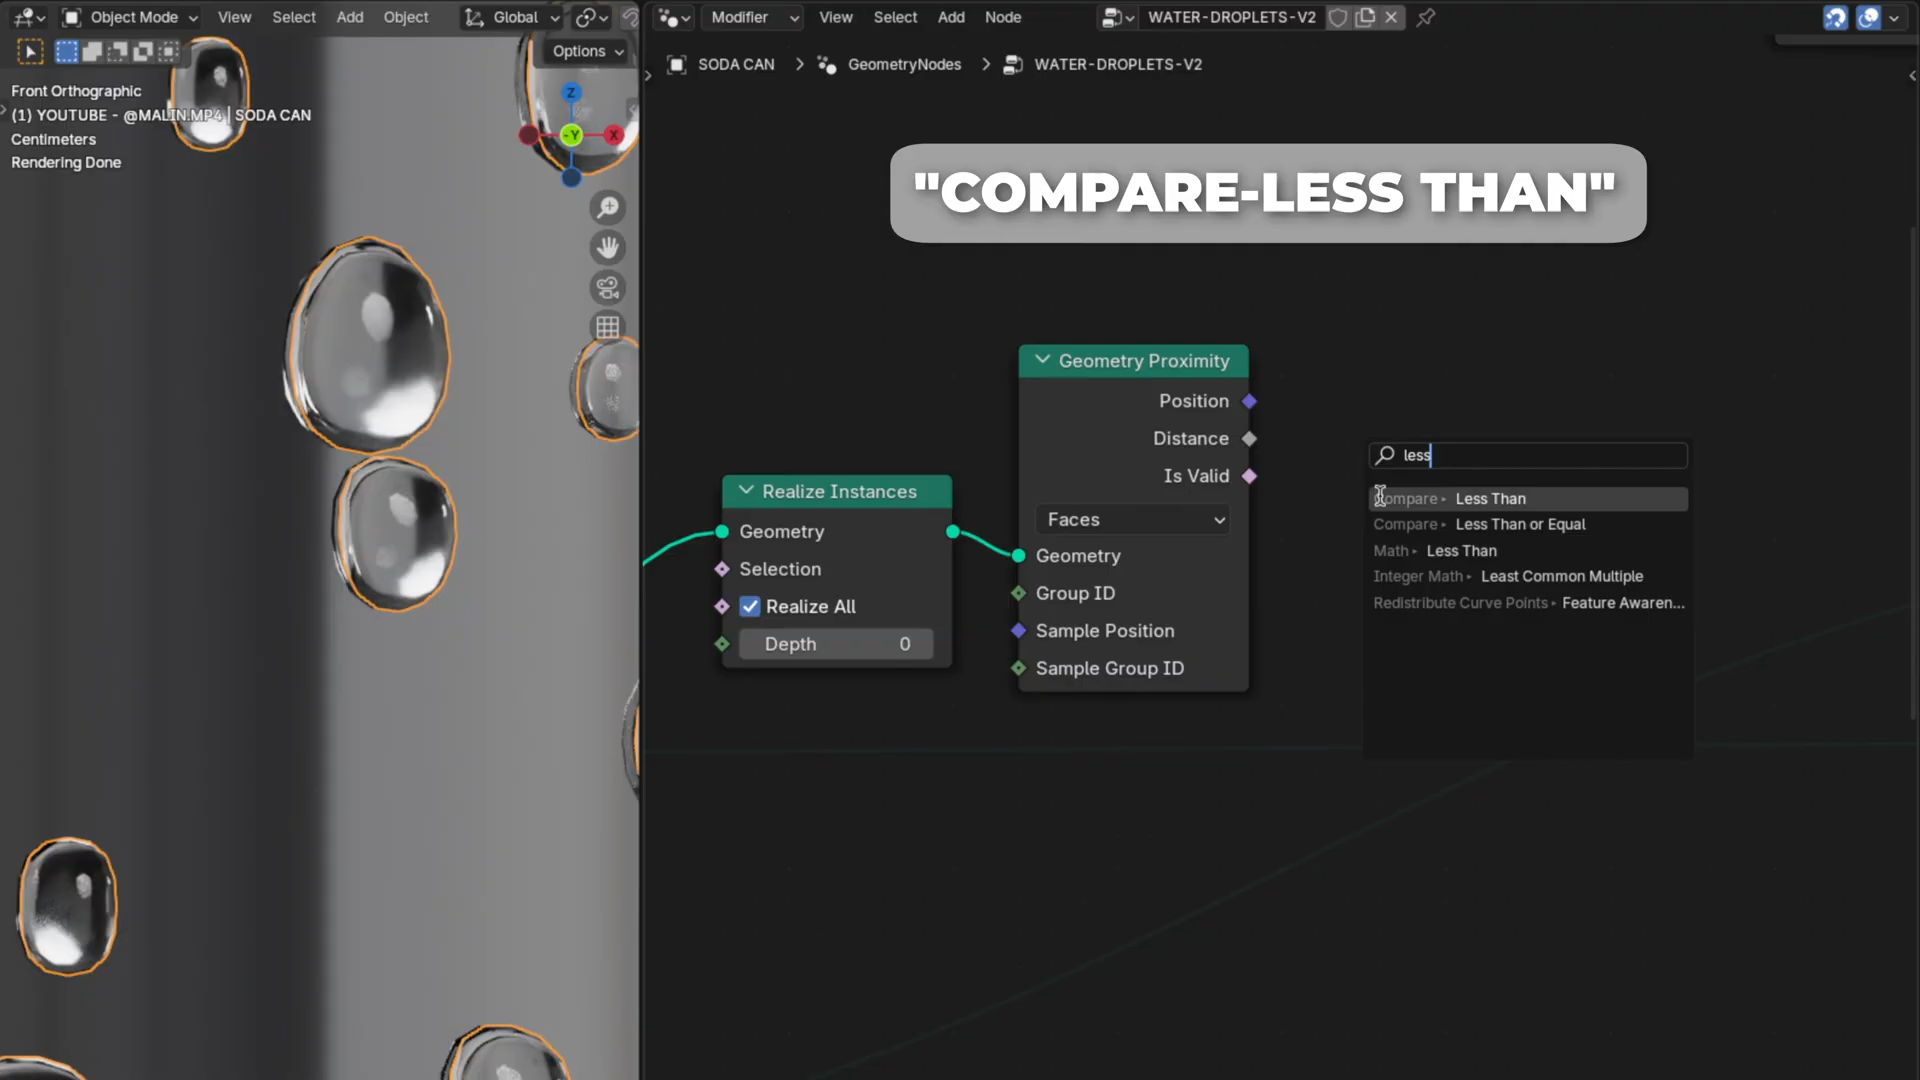 Object Mode View Select Add Object Global
Options
Front Orthographic
(1) YOUTUBE - @MALIN.MP4 | SODA CAN
Centimeters
Rendering Done
Z
-Y
X
Modifier View Select Add Node WATER-DROPLETS-V2
SODA CAN > GeometryNodes > WATER-DROPLETS-V2
"COMPARE-LESS THAN"
Realize Instances
Geometry
Selection
Realize All
Depth 0
Geometry Proximity
Position
Distance
Is Valid
Faces
Geometry
Group ID
Sample Position
Sample Group ID
less
Compare ▸ Less Than
Compare ▸ Less Than or Equal
Math ▸ Less Than
Integer Math ▸ Least Common Multiple
Redistribute Curve Points ▸ Feature Awaren...